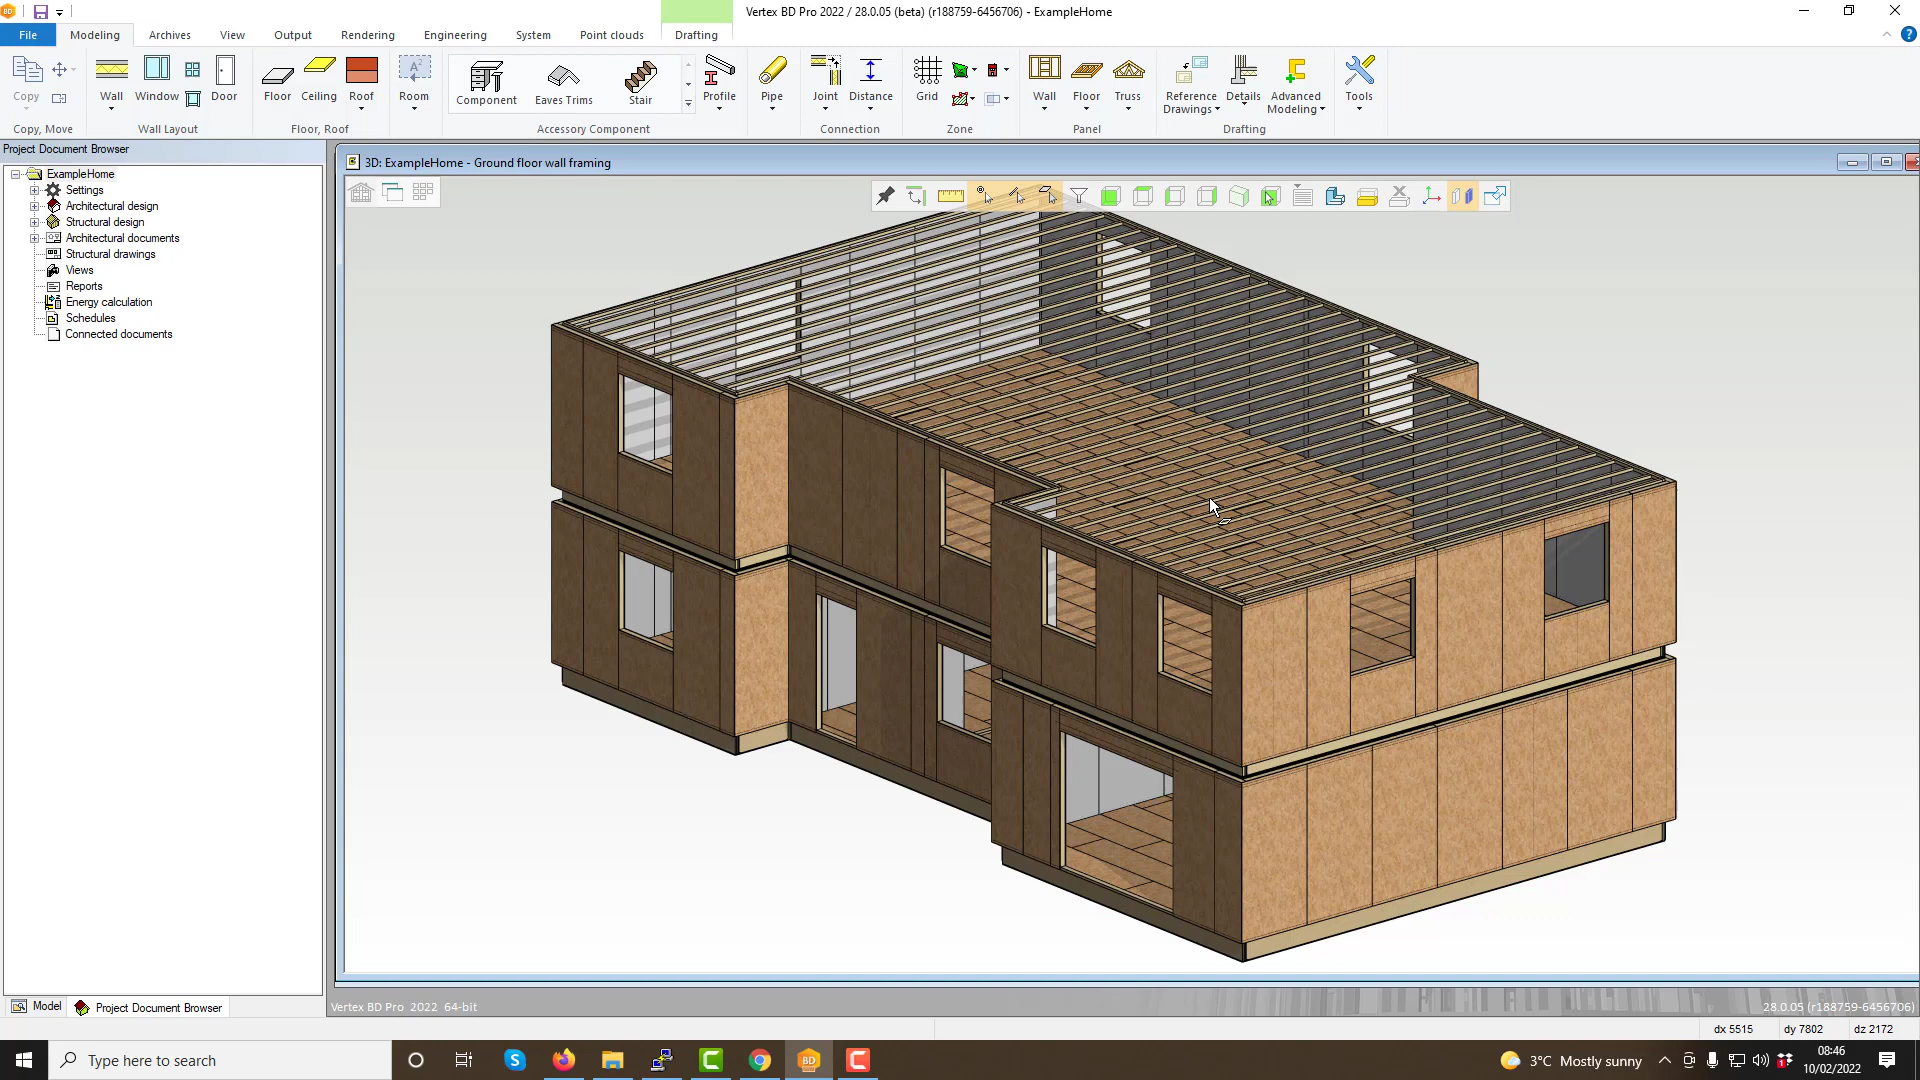 Vertex BD Pro 2022 / 28.0.05 (beta) (r188759-6456706) - ExampleHome
File Modeling Archives View Output Rendering Engineering System Point clouds Drafting
Copy Wall Window Door Floor Ceiling Roof Room Component Eaves Trims Stair Profile Pipe Joint Distance Grid Wall Floor Truss Reference Drawings Details Advanced Modeling Tools
Copy, Move Wall Layout Floor, Roof Accessory Component Connection Zone Panel Drafting
Project Document Browser
3D: ExampleHome - Ground floor wall framing
ExampleHome
Settings
Architectural design
Structural design
Architectural documents
Structural drawings
Views
Reports
Energy calculation
Schedules
Connected documents
Model Project Document Browser
Vertex BD Pro 2022 64-bit
28.0.05 (r188759-6456706)
dx 5515 dy 7802 dz 2172
Type here to search
3°C Mostly sunny
08:46
10/02/2022